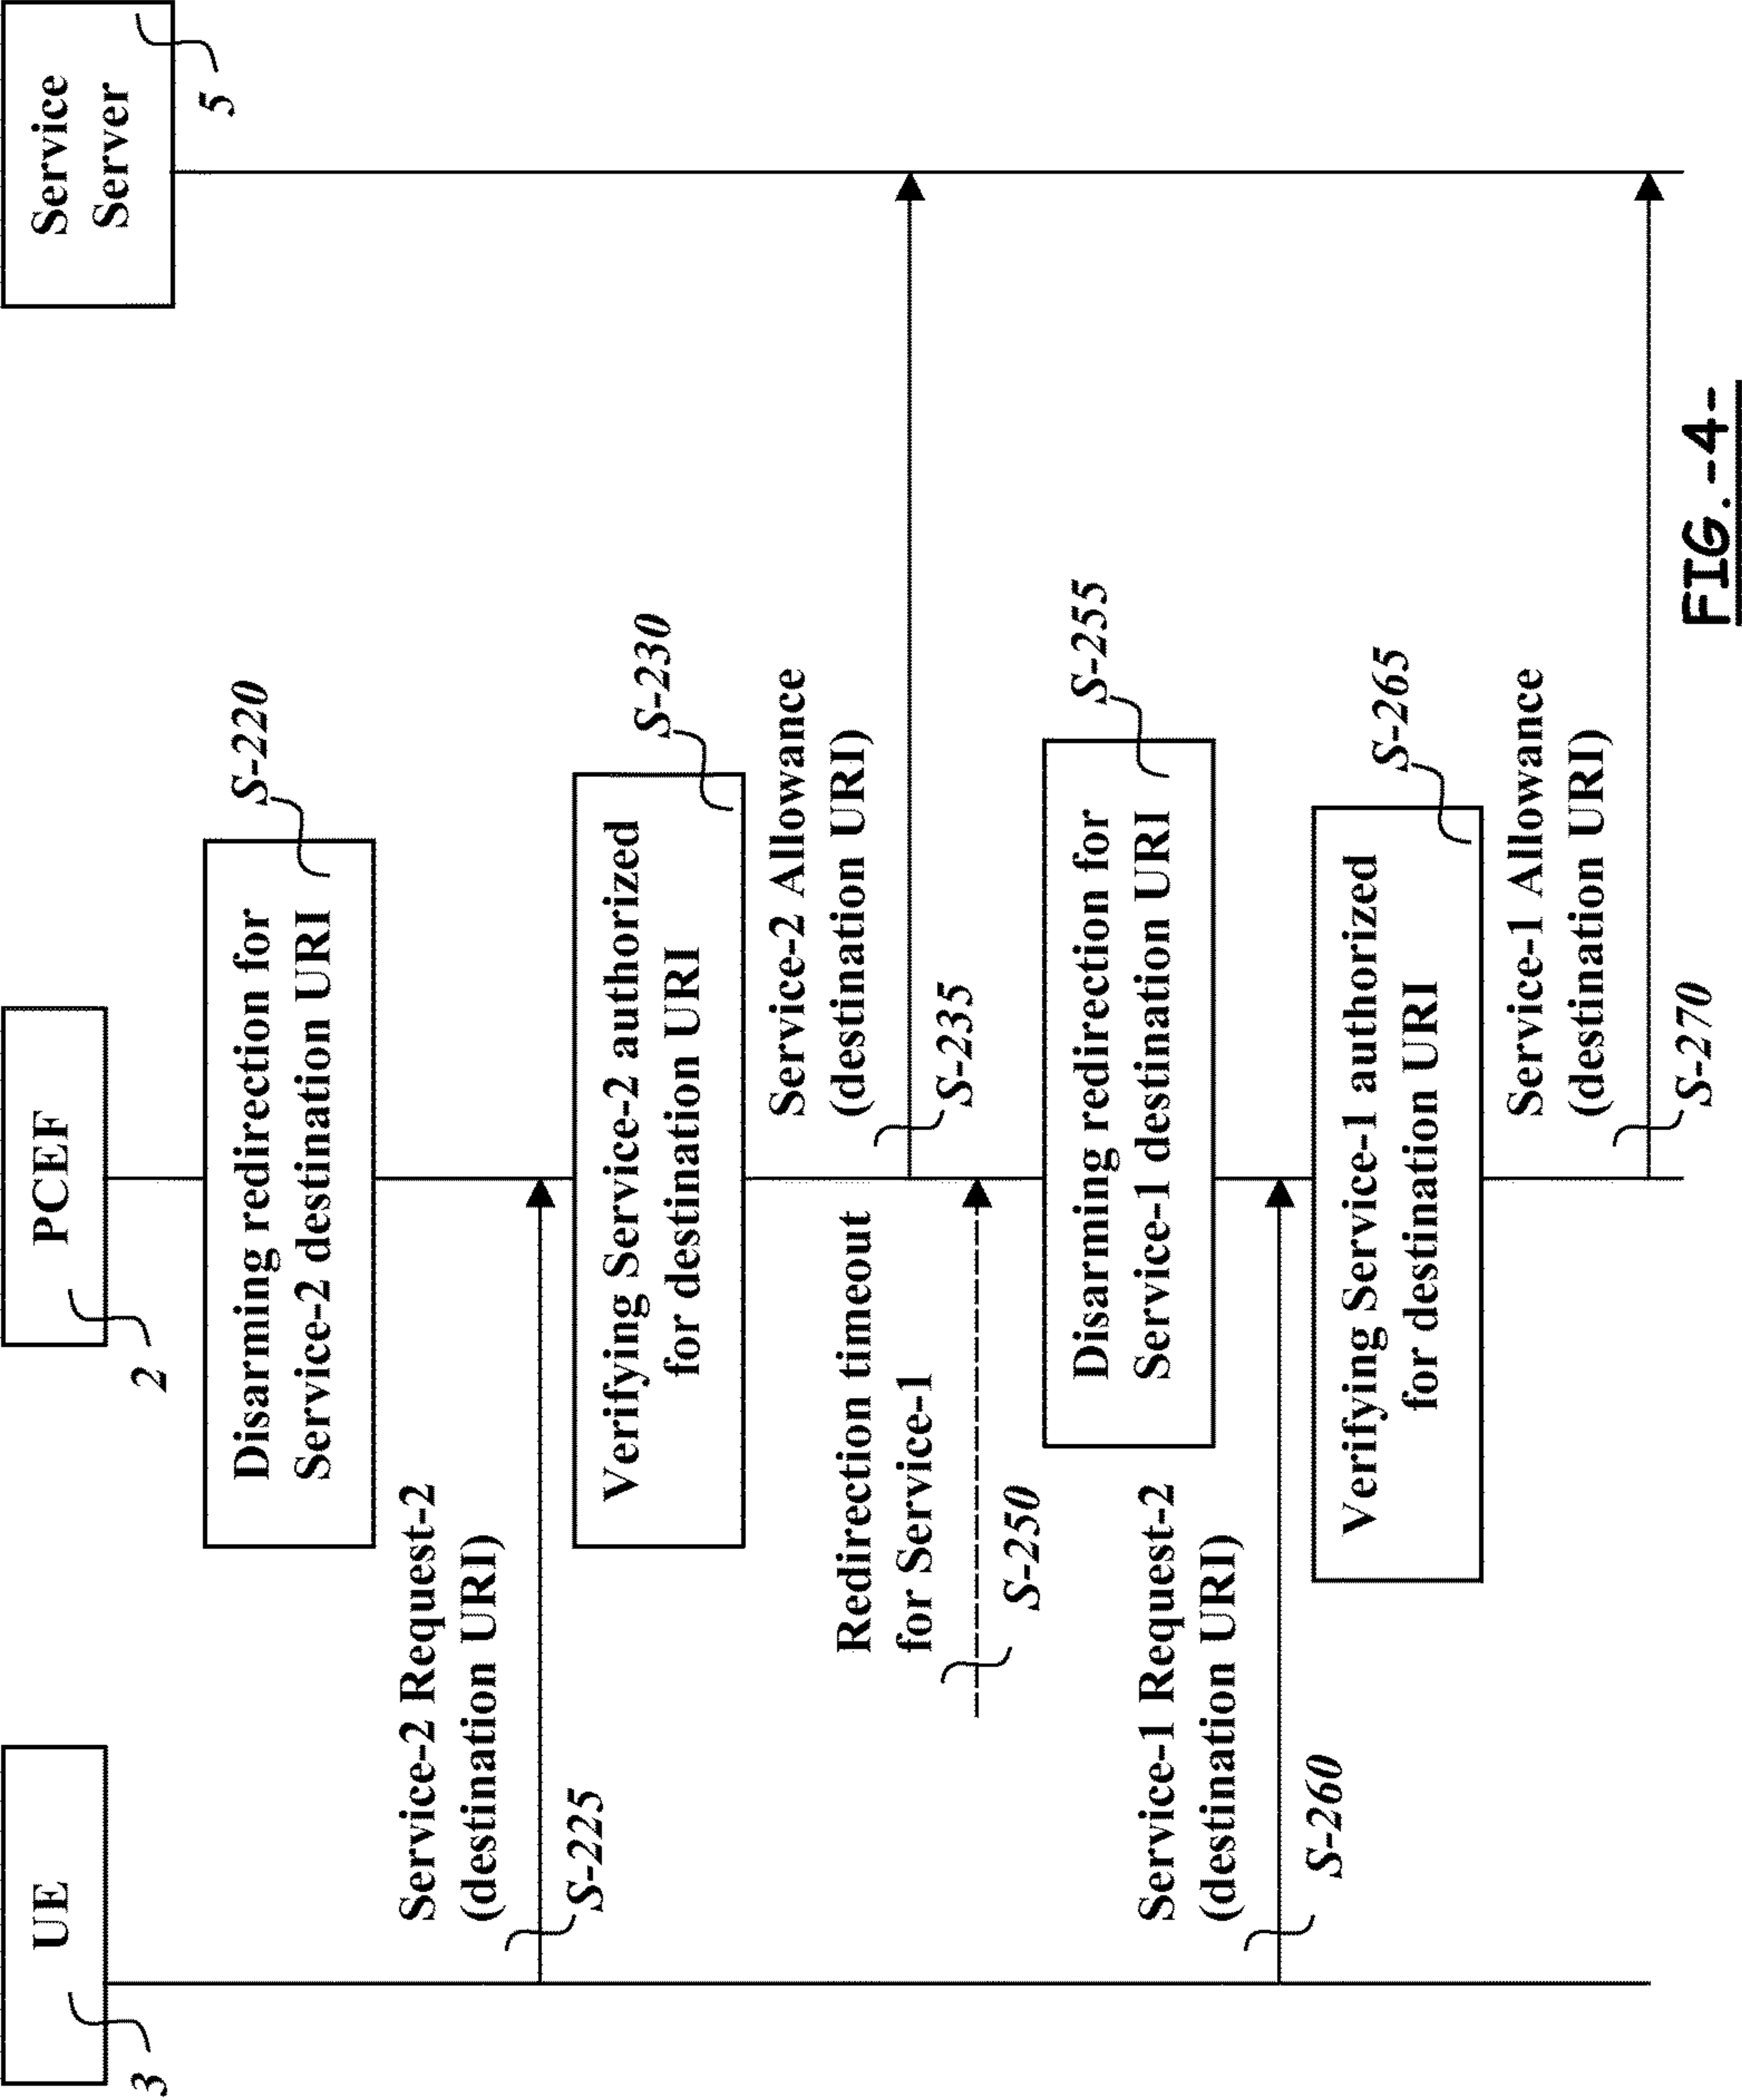 UE
3
PCEF
2
Service
Server
5
Disarming redirection for
Service-2 destination URI
S-220
Service-2 Request-2
(destination URI)
S-225
Verifying Service-2 authorized
for destination URI
S-230
Service-2 Allowance
(destination URI)
S-235
Redirection timeout
for Service-1
S-250
Disarming redirection for
Service-1 destination URI
S-255
Service-1 Request-2
(destination URI)
S-260
Verifying Service-1 authorized
for destination URI
S-265
Service-1 Allowance
(destination URI)
S-270
FIG.-4-